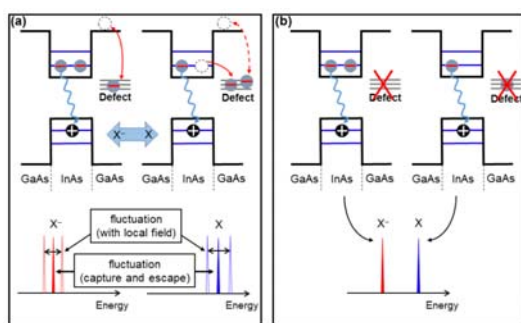 (a)
Defect
Defect
X⁻ X
GaAs InAs GaAs GaAs InAs GaAs
fluctuation
(with local field)
X⁻ X
fluctuation
(capture and escape)
Energy Energy
(b)
Defect
Defect
GaAs InAs GaAs GaAs InAs GaAs
X⁻ X
Energy